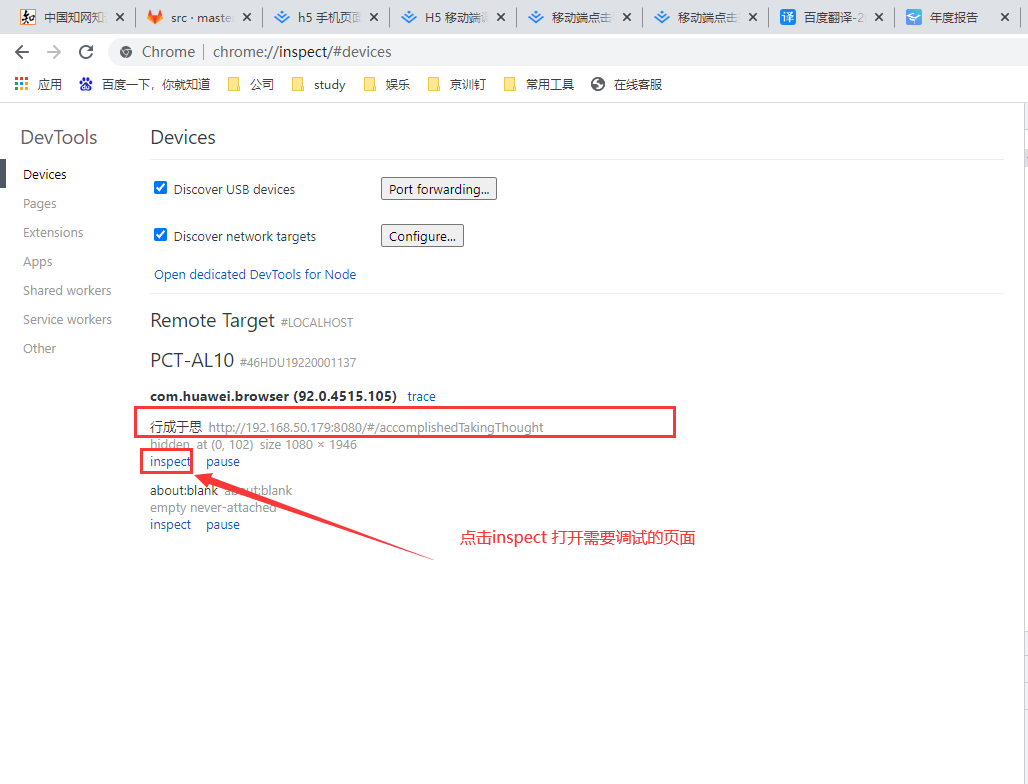 中国知网知
src · master
h5 手机页面
H5 移动端
移动端点击
移动端点击
百度翻译-2
年度报告
Chrome | chrome://inspect/#devices
应用 百度一下，你就知道 公司 study 娱乐 京训钉 常用工具 在线客服
DevTools
Devices
Devices
Pages
Extensions
Apps
Shared workers
Service workers
Other
Discover USB devices Port forwarding...
Discover network targets Configure...
Open dedicated DevTools for Node
Remote Target #LOCALHOST
PCT-AL10 #46HDU19220001137
com.huawei.browser (92.0.4515.105) trace
行成于思 http://192.168.50.179:8080/#/accomplishedTakingThought
hidden at (0, 102) size 1080 × 1946
inspect pause
about:blank about:blank
empty never-attached
inspect pause
点击inspect 打开需要调试的页面